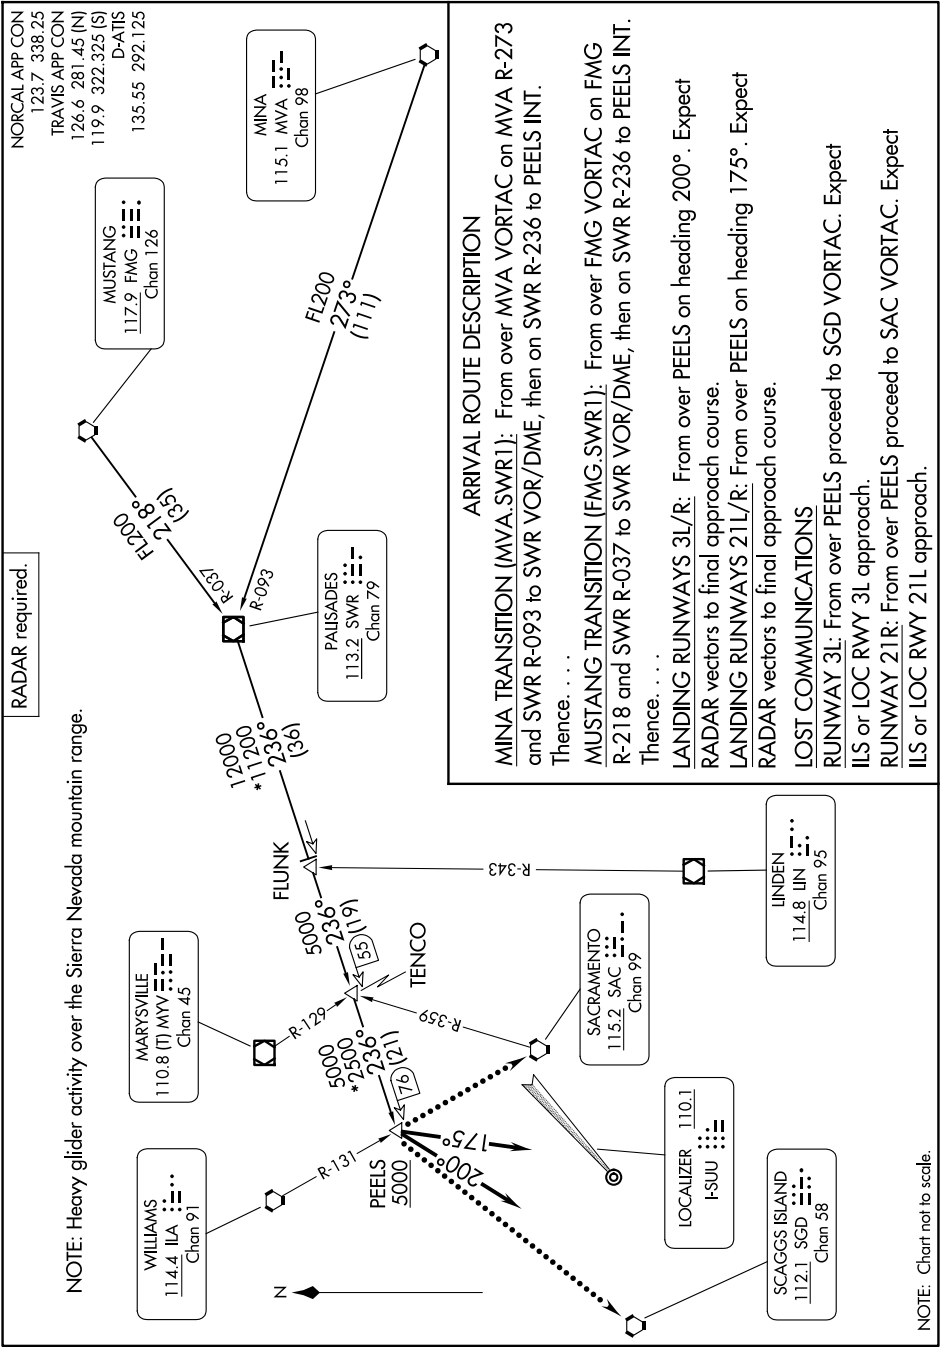 RADAR required.
NORCAL APP CON
123.7 338.25
TRAVIS APP CON
126.6 281.45 (N)
119.9 322.325 (S)
D-ATIS
135.55 292.125
NOTE: Heavy glider activity over the Sierra Nevada mountain range.
WILLIAMS
114.4 ILA
Chan 91
MARYSVILLE
110.8 (T) MYV
Chan 45
MUSTANG
117.9 FMG
Chan 126
MINA
115.1 MVA
Chan 98
FL200
218°
(35)
R-037
R-093
FL200
273°
(111)
PALISADES
113.2 SWR
Chan 79
12000
*11200
236°
(36)
FLUNK
5000
236°
(19)
55
TENCO
R-129
R-343
R-359
5000
*2500
236°
(21)
76
R-131
PEELS
5000
175°
200°
N
SACRAMENTO
115.2 SAC
Chan 99
LINDEN
114.8 LIN
Chan 95
LOCALIZER 110.1
I-SUU
SCAGGS ISLAND
112.1 SGD
Chan 58
NOTE: Chart not to scale.
ARRIVAL ROUTE DESCRIPTION
MINA TRANSITION (MVA.SWR1): From over MVA VORTAC on MVA R-273
and SWR R-093 to SWR VOR/DME, then on SWR R-236 to PEELS INT.
Thence. . . .
MUSTANG TRANSITION (FMG.SWR1): From over FMG VORTAC on FMG
R-218 and SWR R-037 to SWR VOR/DME, then on SWR R-236 to PEELS INT.
Thence. . . .
LANDING RUNWAYS 3L/R: From over PEELS on heading 200°. Expect
RADAR vectors to final approach course.
LANDING RUNWAYS 21L/R: From over PEELS on heading 175°. Expect
RADAR vectors to final approach course.
LOST COMMUNICATIONS
RUNWAY 3L: From over PEELS proceed to SGD VORTAC. Expect
ILS or LOC RWY 3L approach.
RUNWAY 21R: From over PEELS proceed to SAC VORTAC. Expect
ILS or LOC RWY 21L approach.